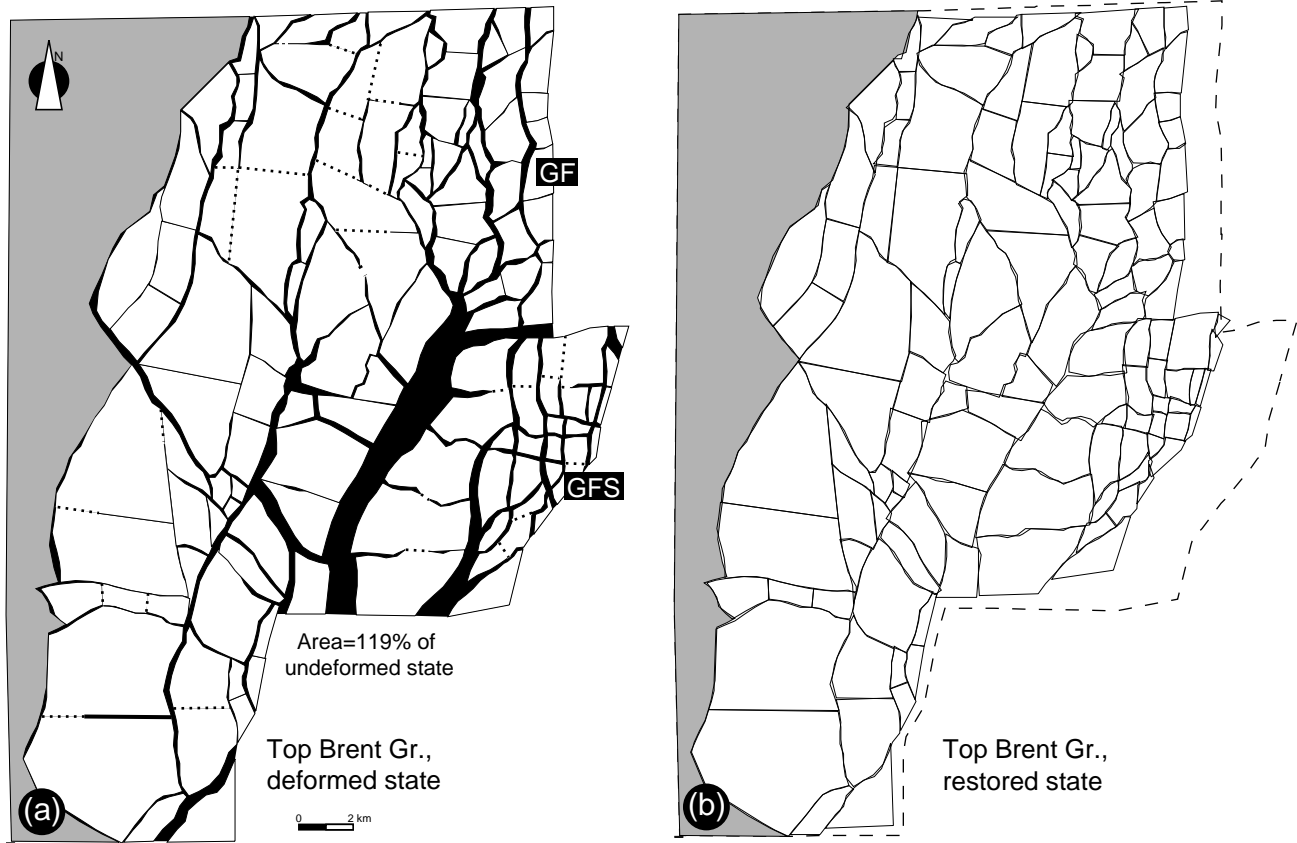 N
GF
GFS
Area=119% of
undeformed state
Top Brent Gr.,
deformed state
0 2 km
(a)
Top Brent Gr.,
restored state
(b)